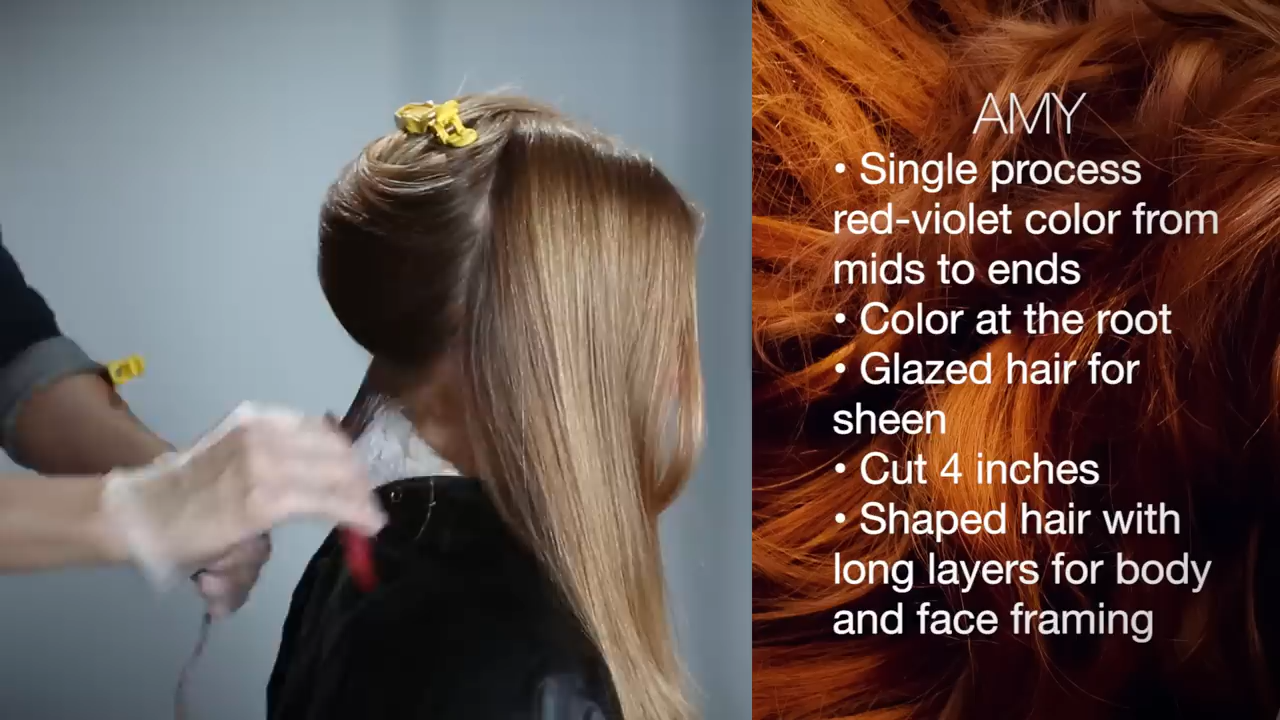 AMY
• Single process
red-violet color from
mids to ends
• Color at the root
• Glazed hair for
sheen
• Cut 4 inches
• Shaped hair with
long layers for body
and face framing